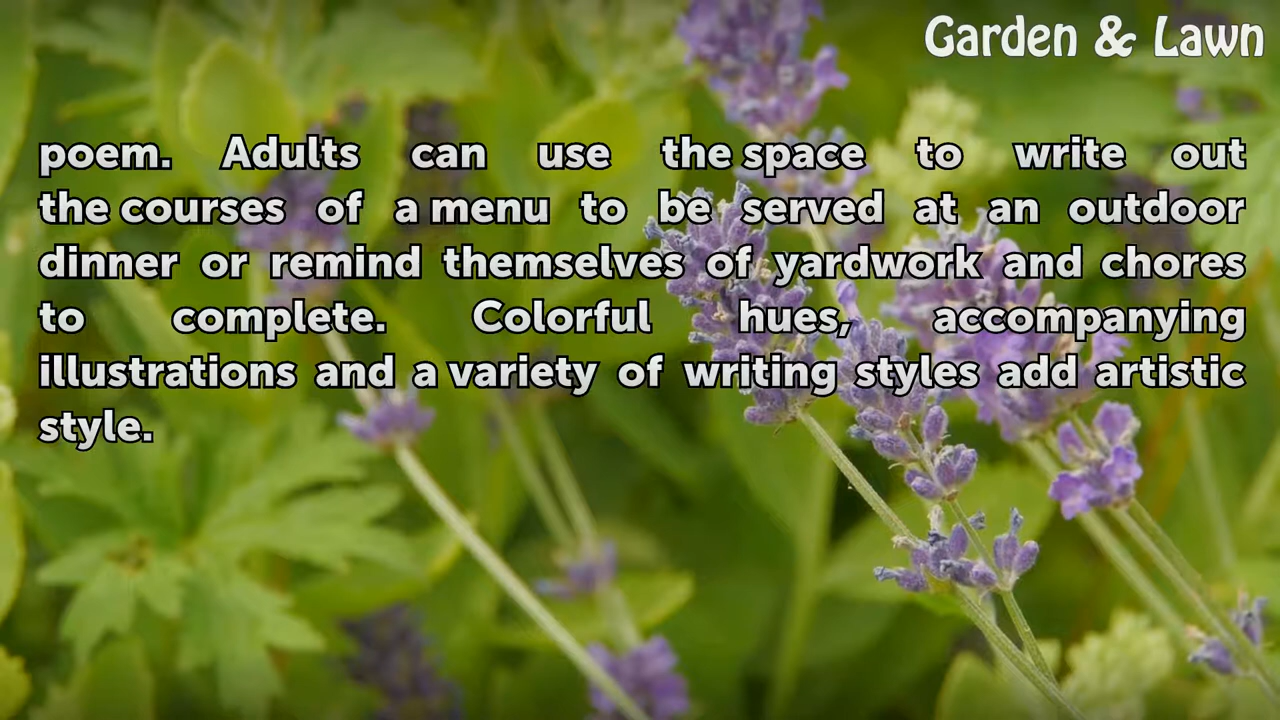 Garden & Lawn
poem. Adults can use the space to write out
the courses of a menu to be served at an outdoor
dinner or remind themselves of yardwork and chores
to complete. Colorful hues, accompanying
illustrations and a variety of writing styles add artistic
style.